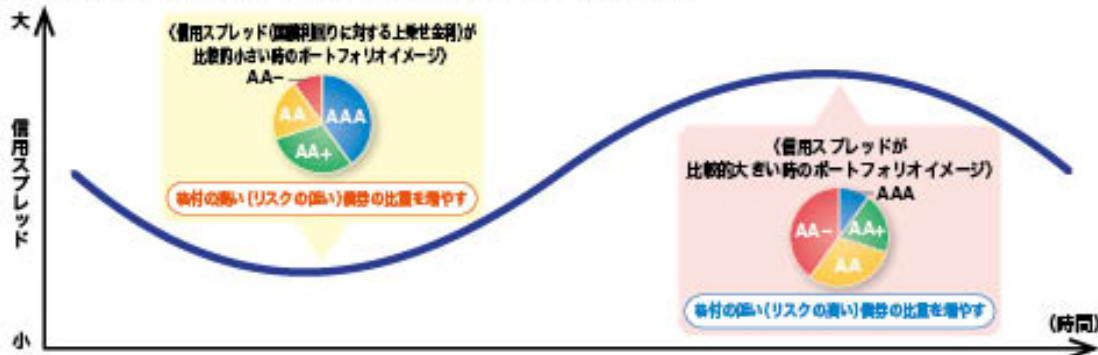 大
信用スプレッド
小
〈信用スプレッド(国債利回りに対する上乗せ金利)が
比較的小さい時のポートフォリオイメージ〉
AA−
AA
AAA
AA+
格付の高い(リスクの低い)債券の比重を増やす
〈信用スプレッドが
比較的大きい時のポートフォリオイメージ〉
AAA
AA−
AA+
AA
格付の低い(リスクの高い)債券の比重を増やす
(時間)